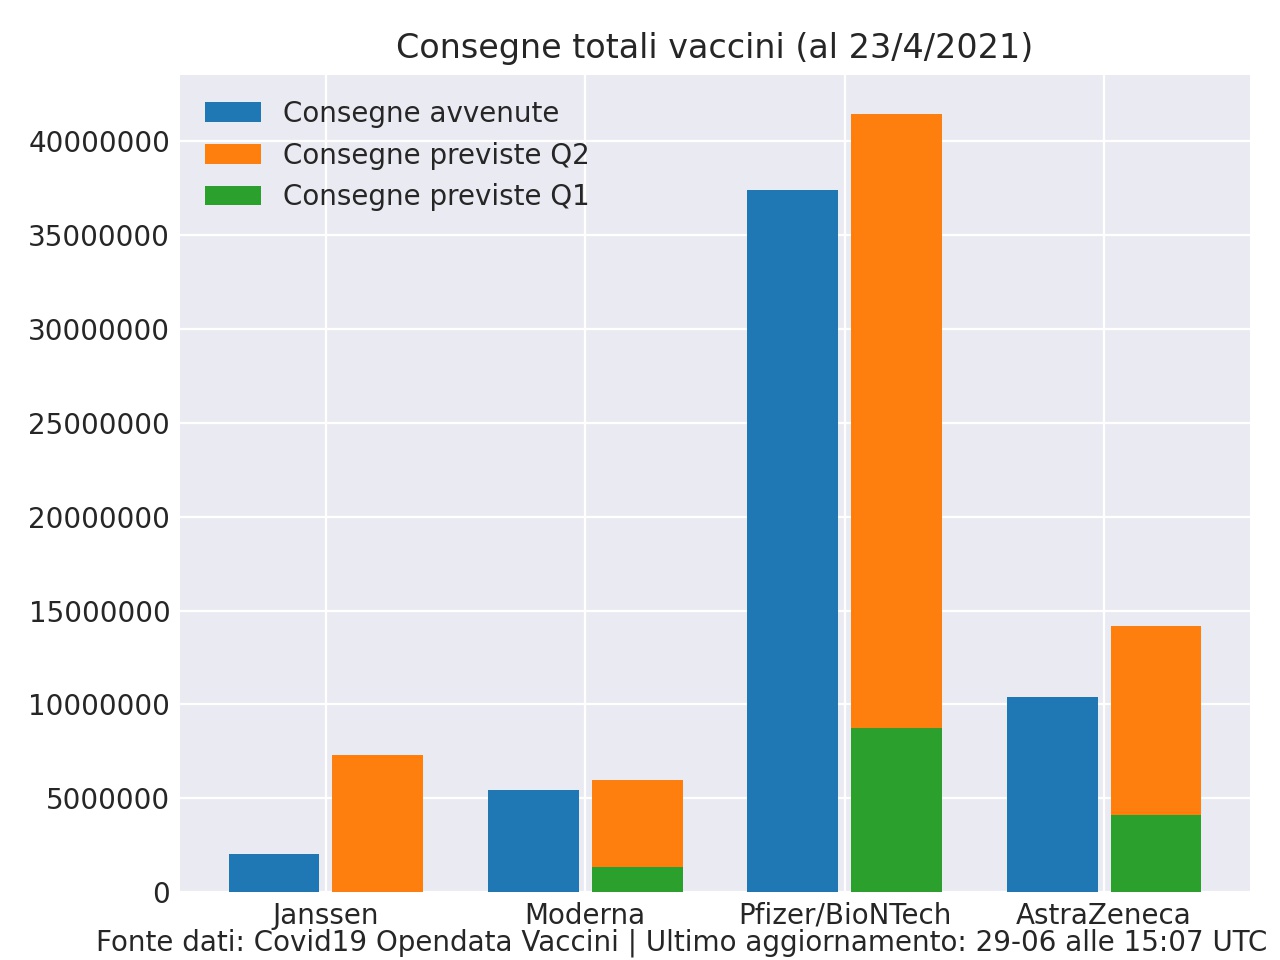 Consegne totali vaccini (al 23/4/2021)
Consegne avvenute
Consegne previste Q2
Consegne previste Q1
40000000
35000000
30000000
25000000
20000000
15000000
10000000
5000000
0
Janssen Moderna Pfizer/BioNTech AstraZeneca
Fonte dati: Covid19 Opendata Vaccini | Ultimo aggiornamento: 29-06 alle 15:07 UTC